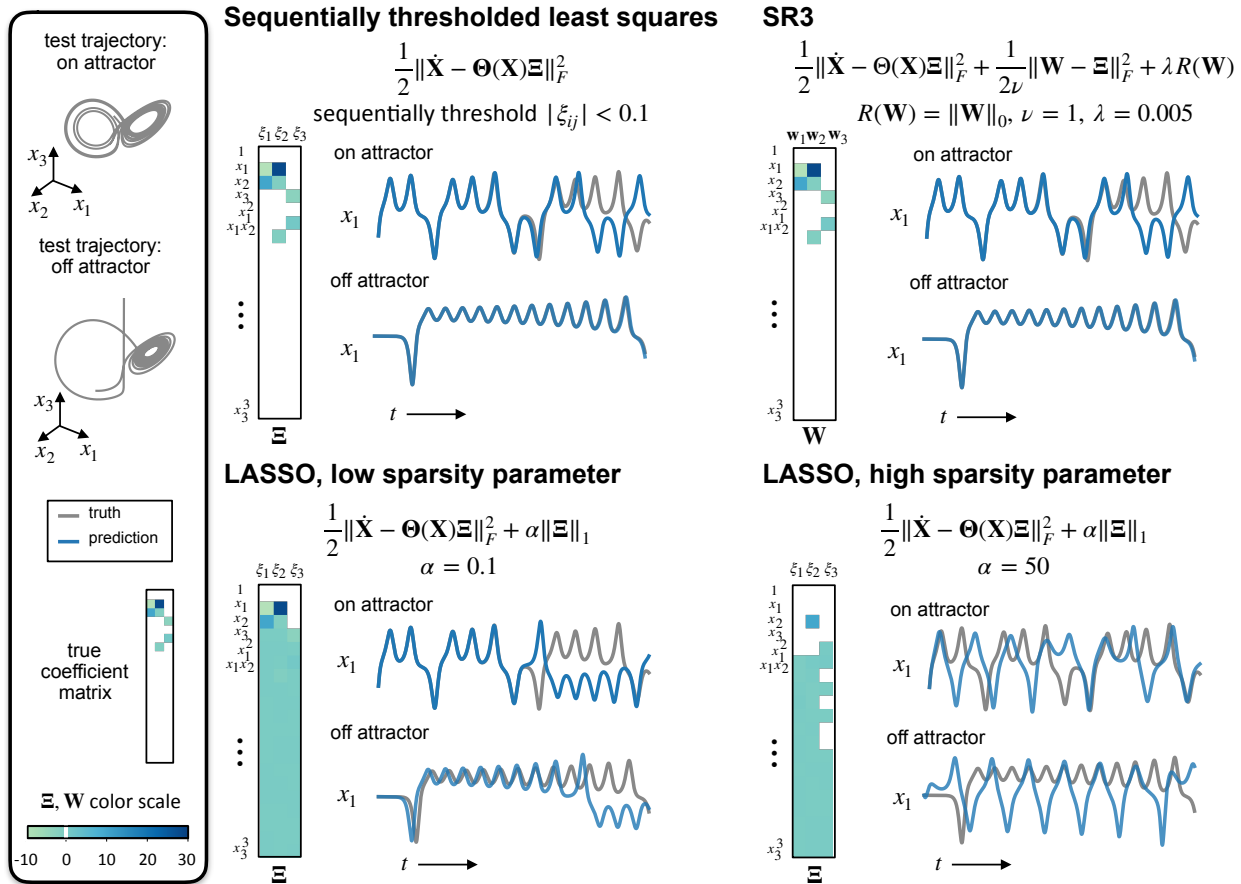 test trajectory:
on attractor
x₃
x₂
x₁
test trajectory:
off attractor
x₃
x₂
x₁
truth
prediction
true
coefficient
matrix
Ξ, W color scale
-10 0 10 20 30
Sequentially thresholded least squares
1/2 ‖Ẋ − Θ(X)Ξ‖²_F
sequentially threshold |ξᵢⱼ| < 0.1
ξ₁ ξ₂ ξ₃
1
x₁
x₂
x₃
x₁²
x₁x₂
⋮
x₃³
Ξ
on attractor
x₁
off attractor
x₁
t
SR3
1/2 ‖Ẋ − Θ(X)Ξ‖²_F + 1/2ν ‖W − Ξ‖²_F + λR(W)
R(W) = ‖W‖₀, ν = 1, λ = 0.005
w₁ w₂ w₃
1
x₁
x₂
x₃
x₁²
x₁x₂
⋮
x₃³
W
on attractor
x₁
off attractor
x₁
t
LASSO, low sparsity parameter
1/2 ‖Ẋ − Θ(X)Ξ‖²_F + α‖Ξ‖₁
α = 0.1
ξ₁ ξ₂ ξ₃
1
x₁
x₂
x₃
x₁²
x₁x₂
⋮
x₃³
Ξ
on attractor
x₁
off attractor
x₁
t
LASSO, high sparsity parameter
1/2 ‖Ẋ − Θ(X)Ξ‖²_F + α‖Ξ‖₁
α = 50
ξ₁ ξ₂ ξ₃
1
x₁
x₂
x₃
x₁²
x₁x₂
⋮
x₃³
Ξ
on attractor
x₁
off attractor
x₁
t